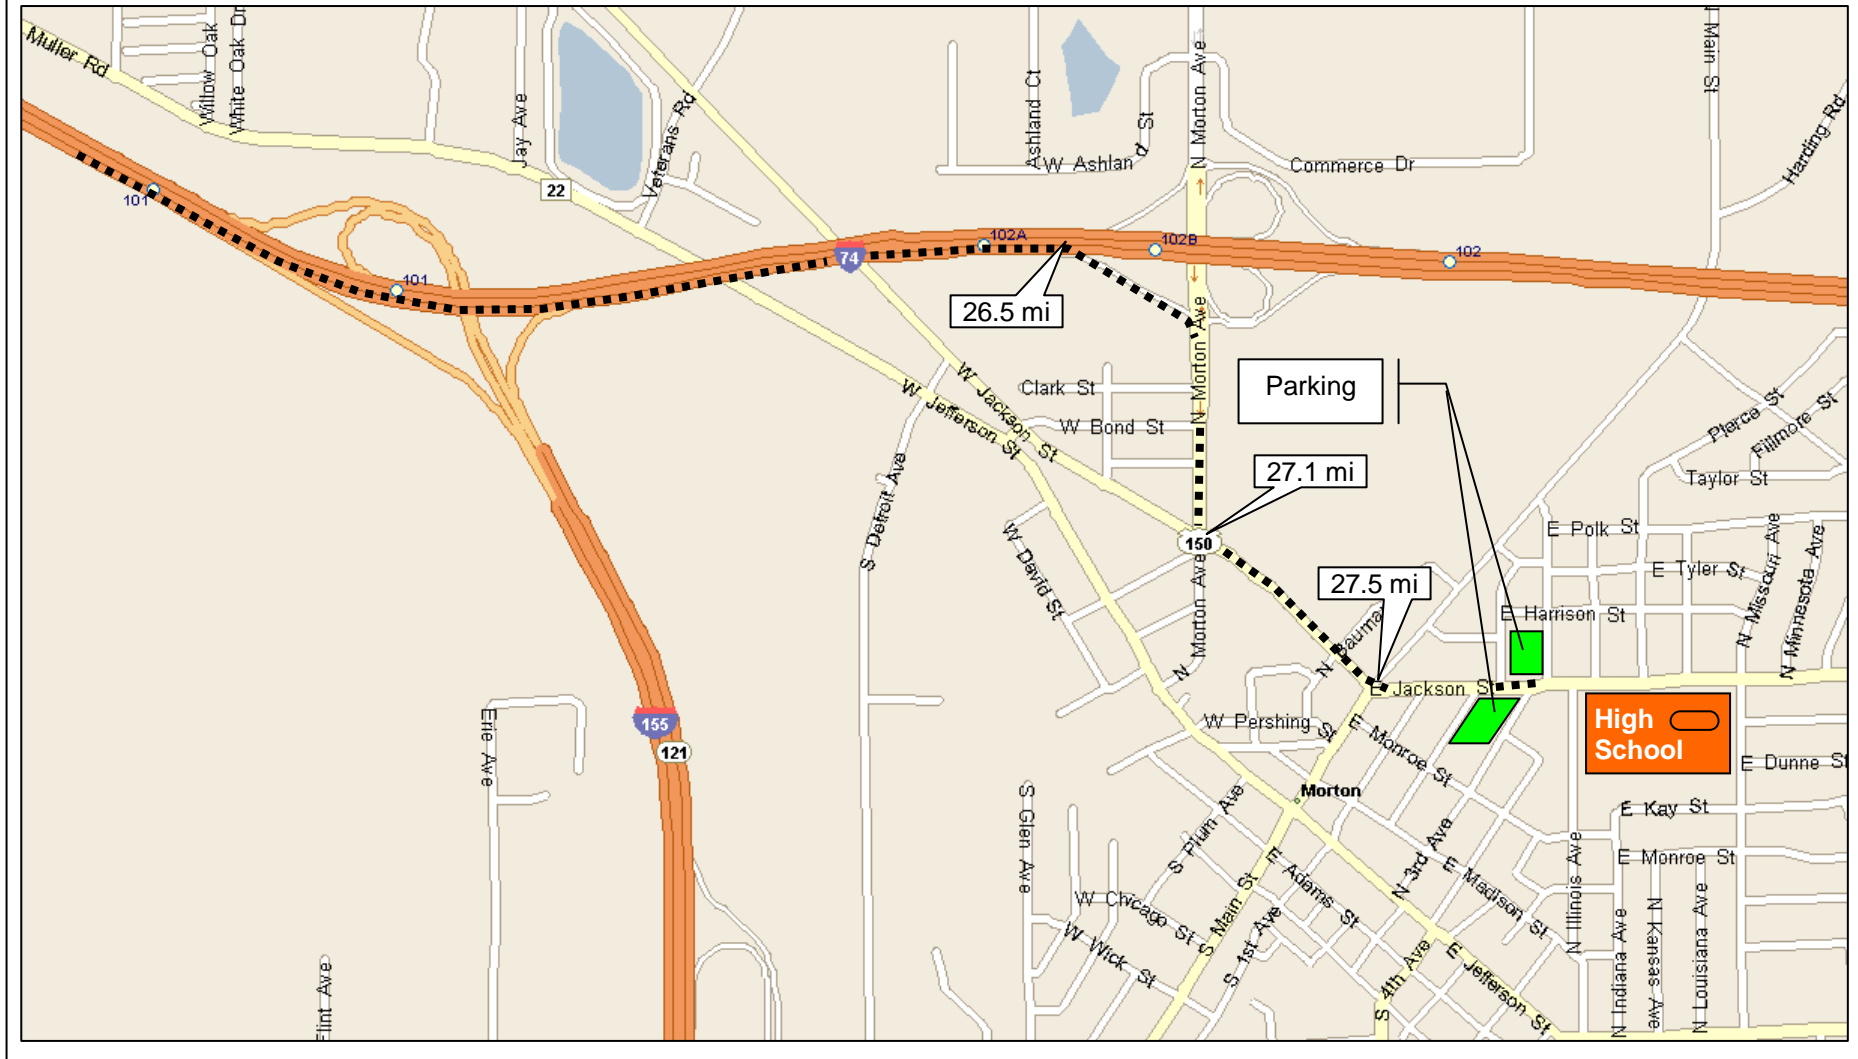 Muller Rd
Willow Oak
White Oak Dr
Jay Ave
Veterans Rd
22
Ashland Ct
W Ashlan
d St
N Morton Ave
Commerce Dr
N Main St
Harding Rd
101
101
74
102A
102B
102
26.5 mi
N Morton Ave
Clark St
W Bond St
W Jackson St
W Jefferson St
S Detroit Ave
W David St
Parking
27.1 mi
150
27.5 mi
N Morton Ave
N Bauma
Pierce St
Fillmore St
Taylor St
E Polk St
E Tyler St
E Harrison St
N Missouri Ave
N Minnesota Ave
E Jackson St
High
School
W Pershing St
E Monroe St
E Dunne St
155
121
Erie Ave
Flint Ave
Morton
S Glen Ave
S Plum Ave
N 3rd Ave
E Kay St
E Monroe St
E Madison St
E Adams St
W Chicago St
W Wick St
S Main St
S 1st Ave
S 4th Ave
E Jefferson St
N Illinois Ave
N Indiana Ave
N Kansas Ave
N Louisiana Ave